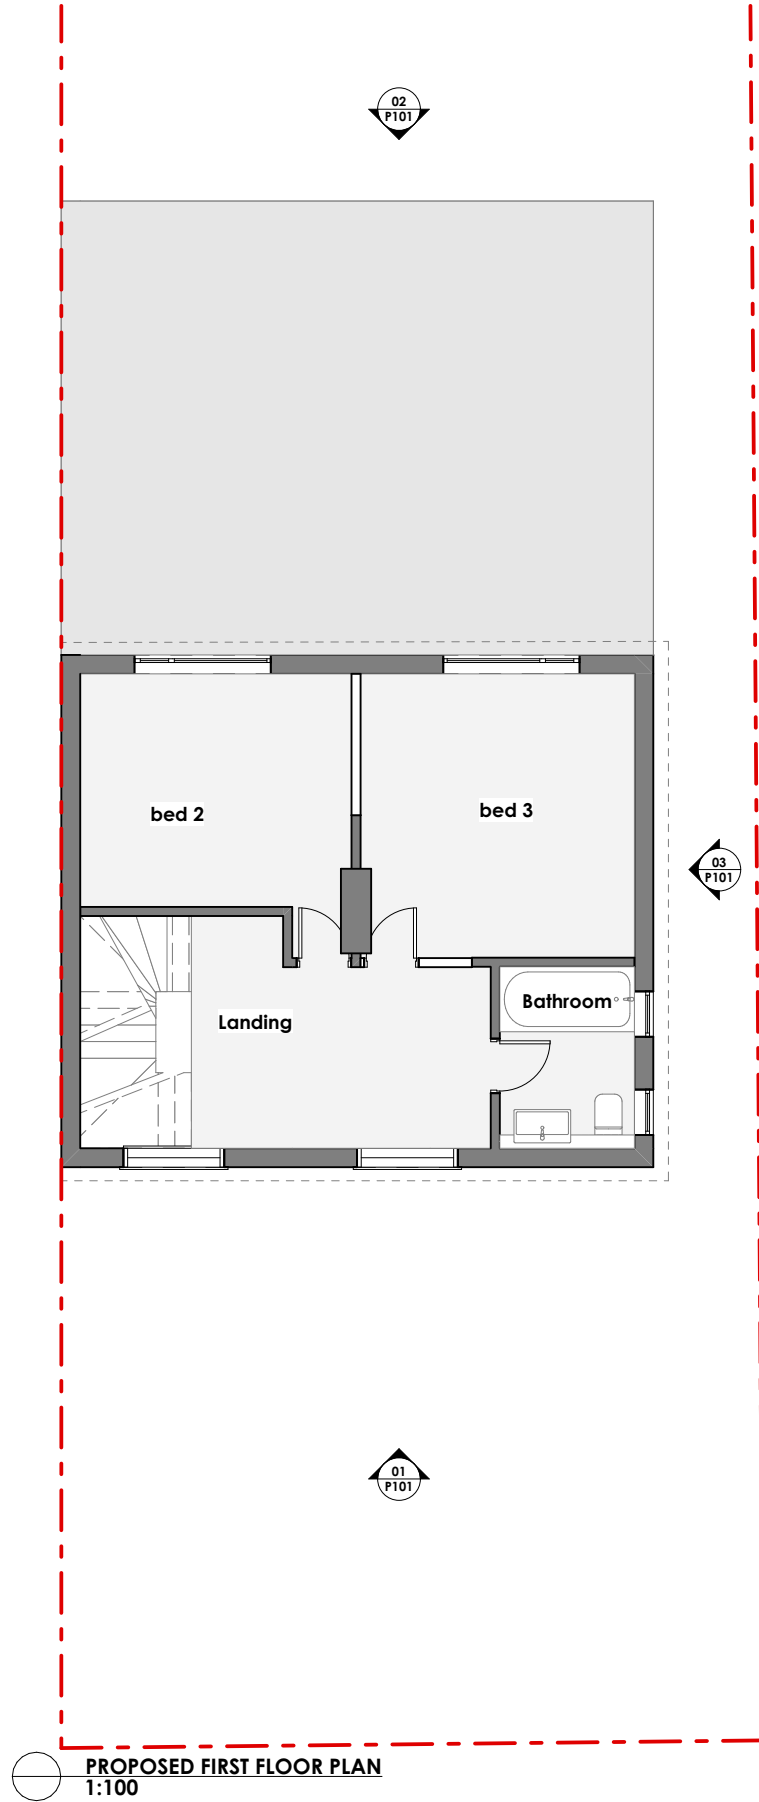 02
P101
bed 2
bed 3
03
P101
Bathroom
Landing
01
P101
PROPOSED FIRST FLOOR PLAN
1:100